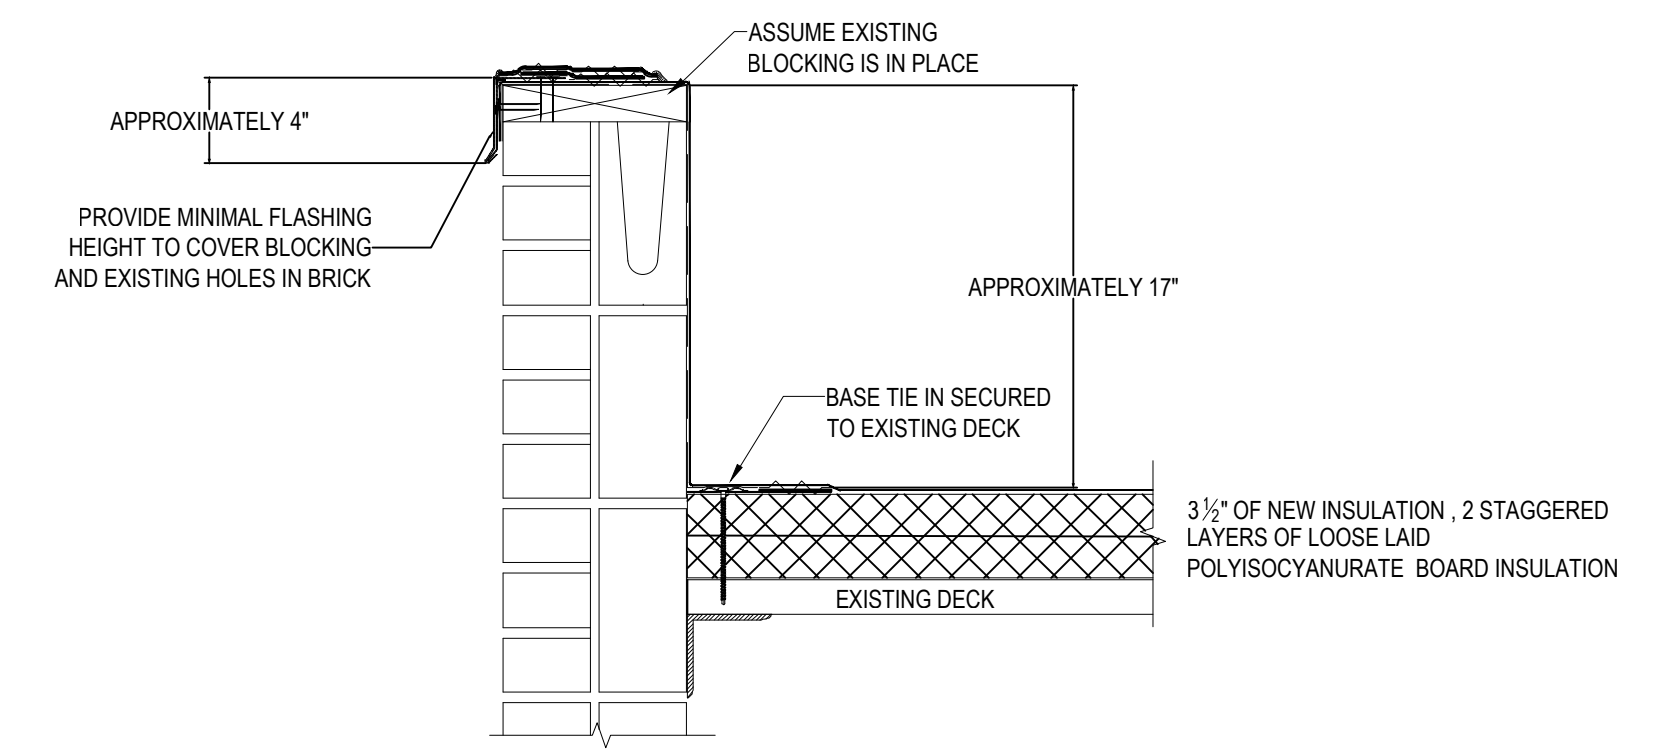 ASSUME EXISTING
BLOCKING IS IN PLACE
APPROXIMATELY 4"
PROVIDE MINIMAL FLASHING
HEIGHT TO COVER BLOCKING
AND EXISTING HOLES IN BRICK
APPROXIMATELY 17"
BASE TIE IN SECURED
TO EXISTING DECK
3 ½" OF NEW INSULATION , 2 STAGGERED
LAYERS OF LOOSE LAID
POLYISOCYANURATE BOARD INSULATION
EXISTING DECK